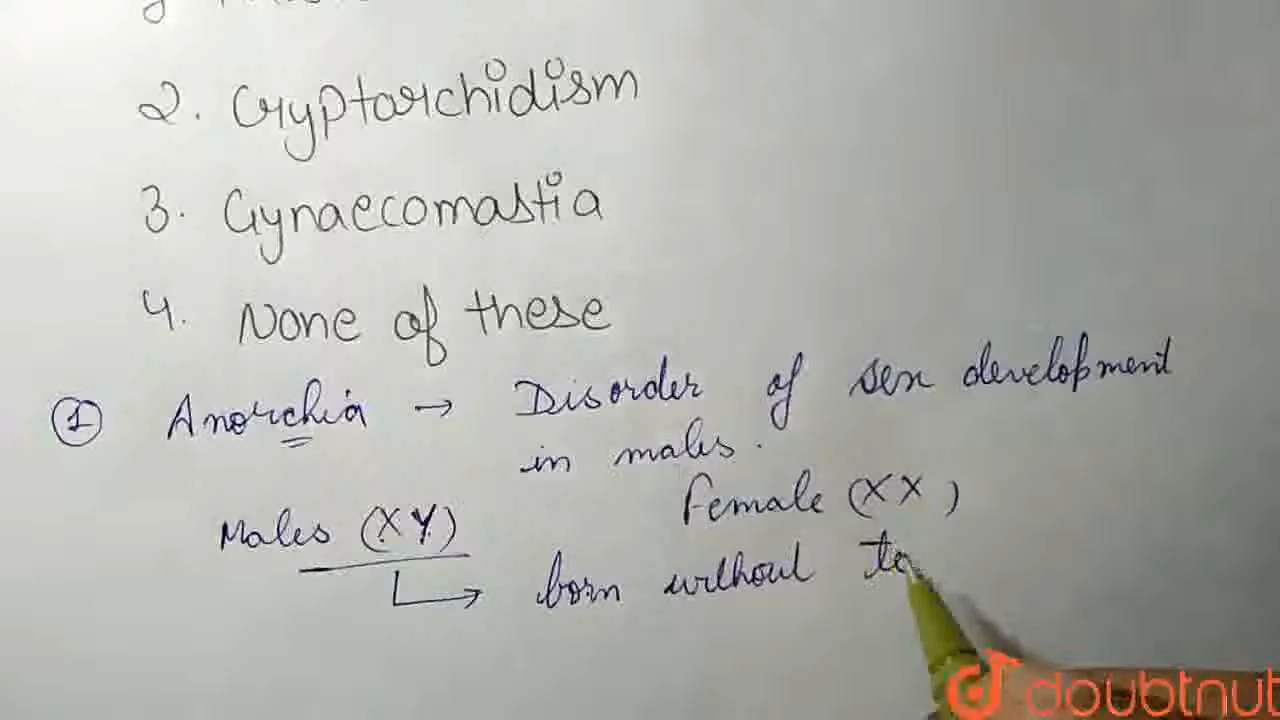 2. Cryptorchidism
3. Gynaecomastia
4. None of these
1 Anorchia → Disorder of sex development
in males.
Female (XX)
Males (XY)
↳ born without te
doubtnut